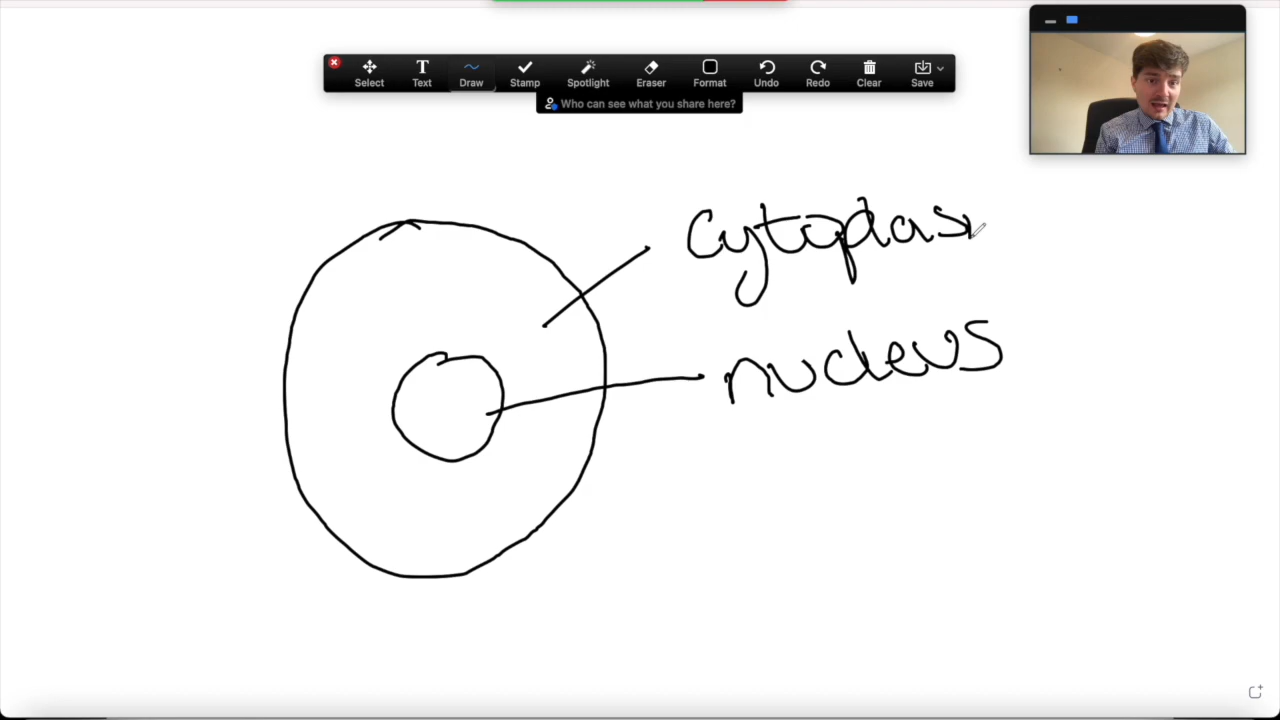 Select Text Draw Stamp Spotlight Eraser Format Undo Redo Clear Save
Who can see what you share here?
Cytoplas
nucleus